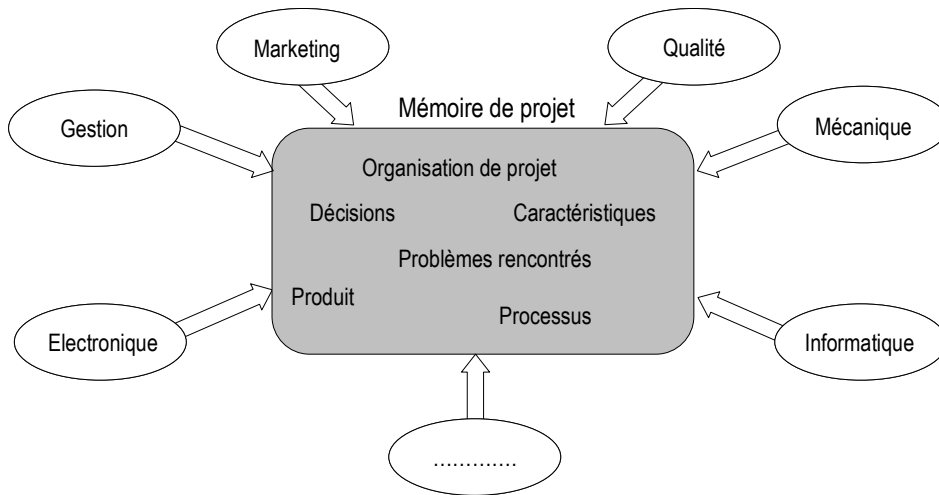 Marketing
Qualité
Mémoire de projet
Gestion
Mécanique
Organisation de projet
Décisions
Caractéristiques
Problèmes rencontrés
Produit
Processus
Electronique
Informatique
.............